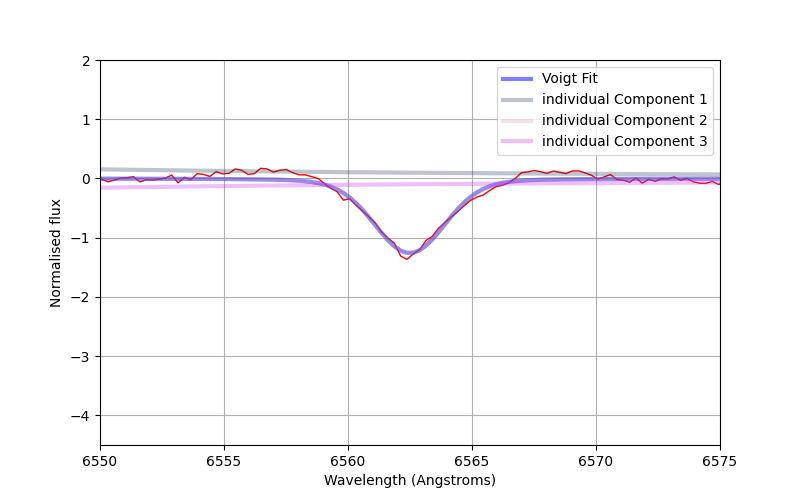 2
1
0
−1
−2
−3
−4
Normalised flux
6550 6555 6560 6565 6570 6575
Wavelength (Angstroms)
Voigt Fit
individual Component 1
individual Component 2
individual Component 3